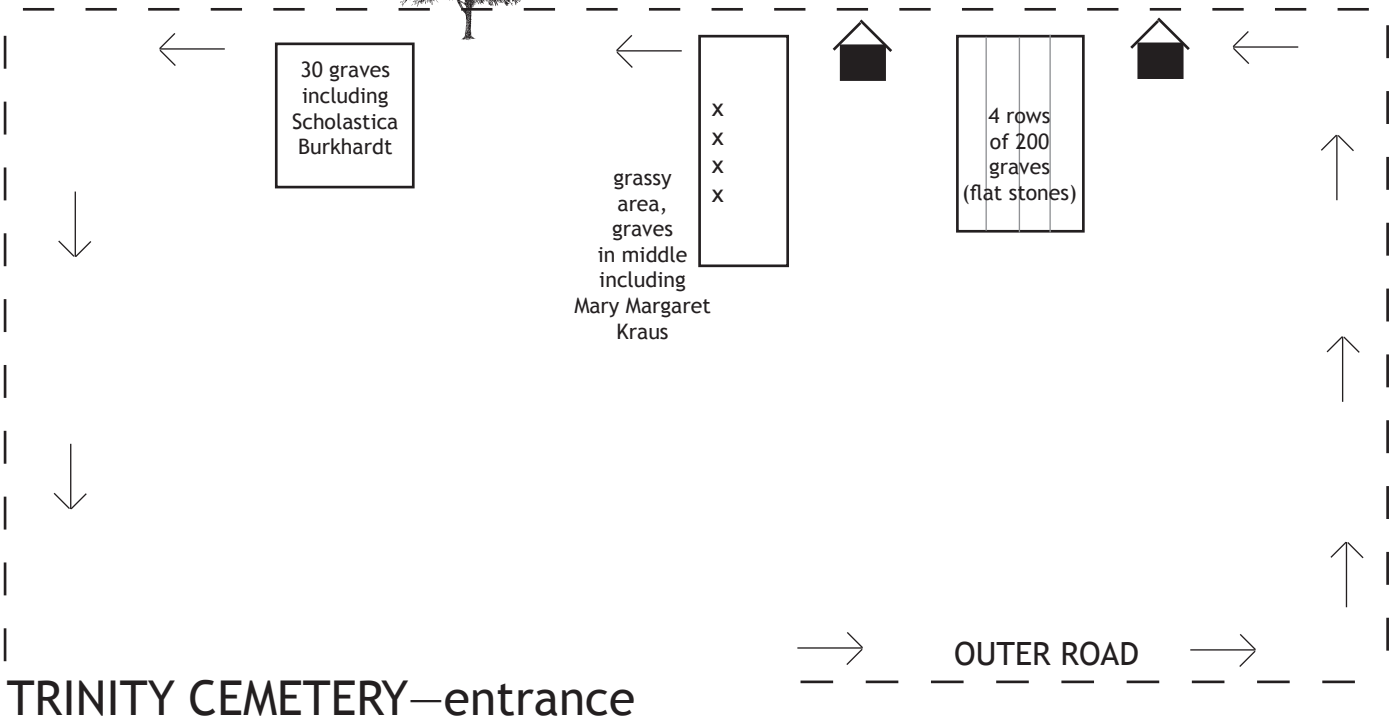 30 graves
including
Scholastica
Burkhardt
grassy
area,
graves
in middle
including
Mary Margaret
Kraus
x
x
x
x
4 rows
of 200
graves
(flat stones)
OUTER ROAD
TRINITY CEMETERY—entrance